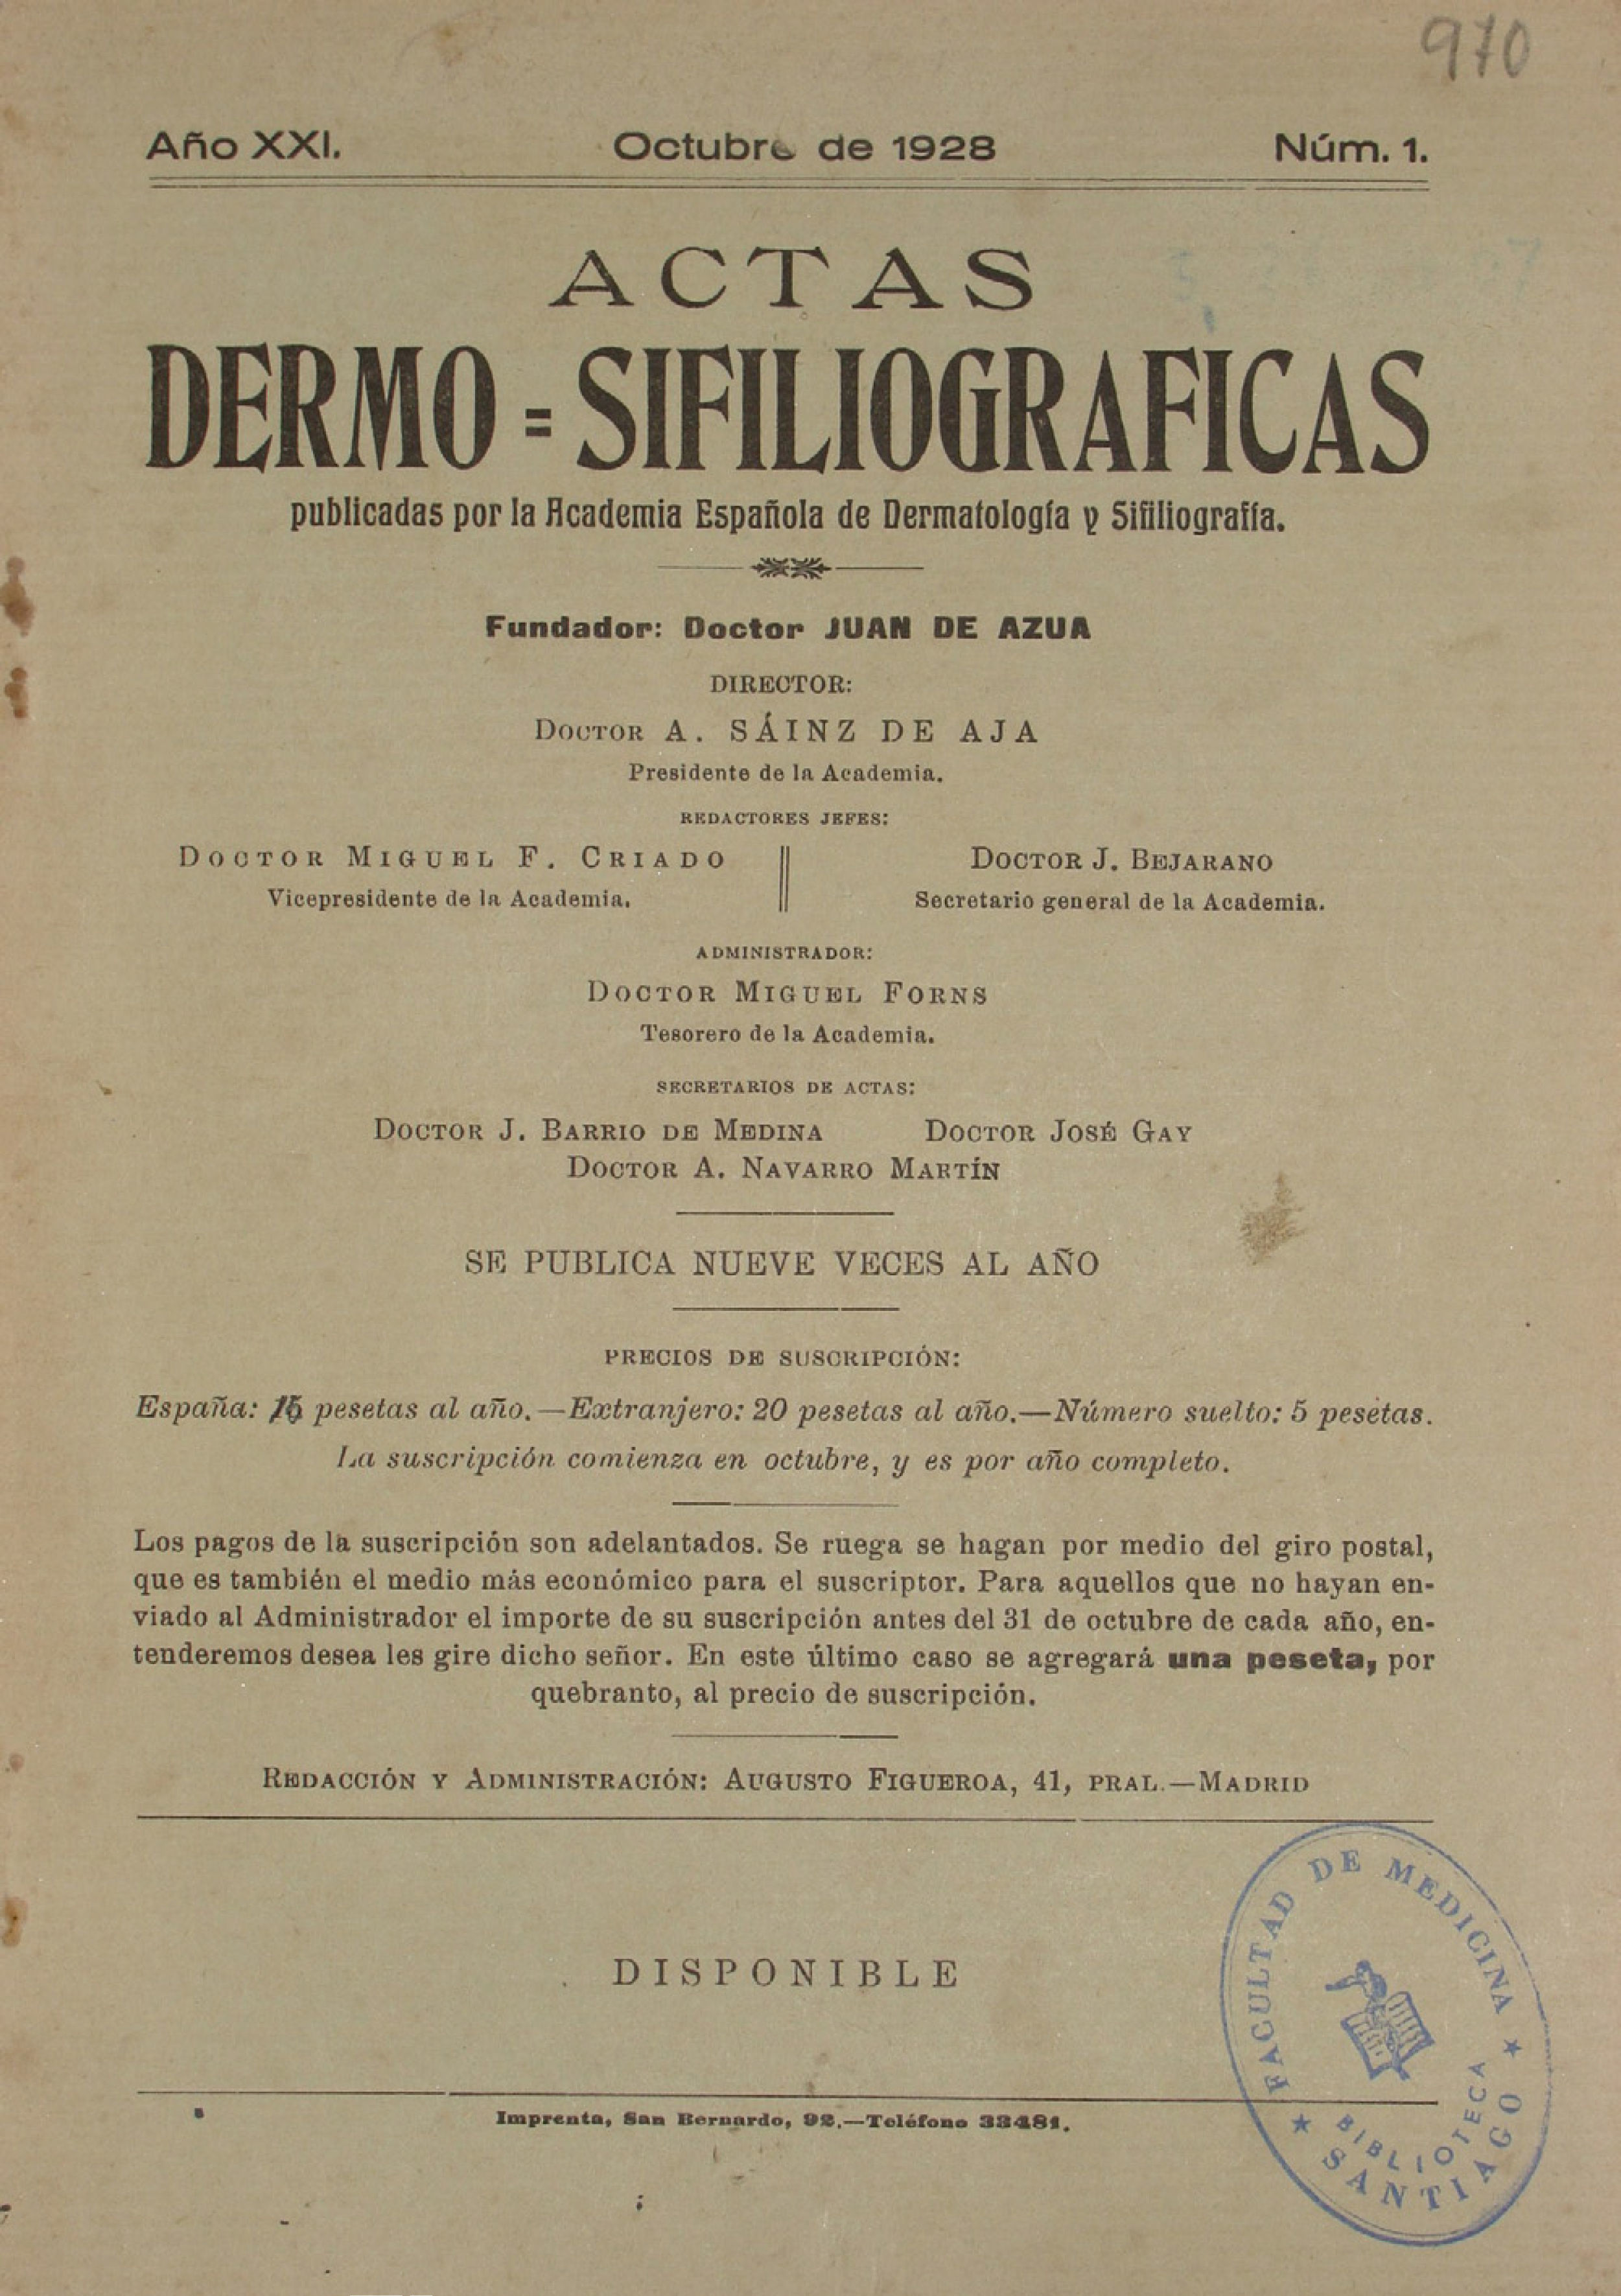 970
Año XXI. Octubre de 1928 Núm. 1.
ACTAS
DERMO=SIFILIOGRAFICAS
publicadas por la Academia Española de Dermatología y Sifiliografía.
Fundador: Doctor JUAN DE AZUA
DIRECTOR:
DOCTOR A. SÁINZ DE AJA
Presidente de la Academia.
REDACTORES JEFES:
DOCTOR MIGUEL F. CRIADO DOCTOR J. BEJARANO
Vicepresidente de la Academia. Secretario general de la Academia.
ADMINISTRADOR:
DOCTOR MIGUEL FORNS
Tesorero de la Academia.
SECRETARIOS DE ACTAS:
DOCTOR J. BARRIO DE MEDINA DOCTOR JOSÉ GAY
DOCTOR A. NAVARRO MARTÍN
SE PUBLICA NUEVE VECES AL AÑO
PRECIOS DE SUSCRIPCIÓN:
España: 15 pesetas al año.—Extranjero: 20 pesetas al año.—Número suelto: 5 pesetas.
La suscripción comienza en octubre, y es por año completo.
Los pagos de la suscripción son adelantados. Se ruega se hagan por medio del giro postal,
que es también el medio más económico para el suscriptor. Para aquellos que no hayan en-
viado al Administrador el importe de su suscripción antes del 31 de octubre de cada año, en-
tenderemos desea les gire dicho señor. En este último caso se agregará una peseta, por
quebranto, al precio de suscripción.
REDACCIÓN Y ADMINISTRACIÓN: AUGUSTO FIGUEROA, 41, PRAL.—MADRID
DISPONIBLE
FACULTAD DE MEDICINA
BIBLIOTECA
SANTIAGO
Imprenta, San Bernardo, 92.—Teléfono 33481.